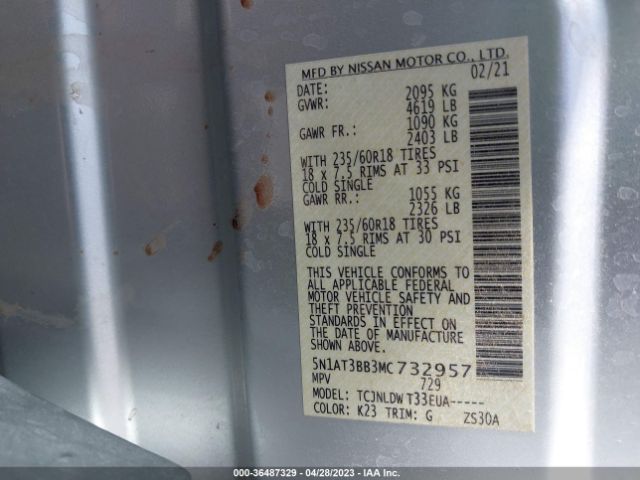 MFD BY NISSAN MOTOR CO., LTD.
DATE: 02/21
GVWR: 2095 KG
4619 LB
GAWR FR.: 1090 KG
2403 LB
WITH 235/60R18 TIRES
18 x 7.5 RIMS AT 33 PSI
COLD SINGLE
GAWR RR.: 1055 KG
2326 LB
WITH 235/60R18 TIRES
18 x 7.5 RIMS AT 30 PSI
COLD SINGLE
THIS VEHICLE CONFORMS TO
ALL APPLICABLE FEDERAL
MOTOR VEHICLE SAFETY AND
THEFT PREVENTION
STANDARDS IN EFFECT ON
THE DATE OF MANUFACTURE
SHOWN ABOVE.
5N1AT3BB3MC732957
MPV 729
MODEL: TCJNLDW T33EUA-----
COLOR: K23 TRIM: G ZS30A
000-36487329 - 04/28/2023 - IAA Inc.